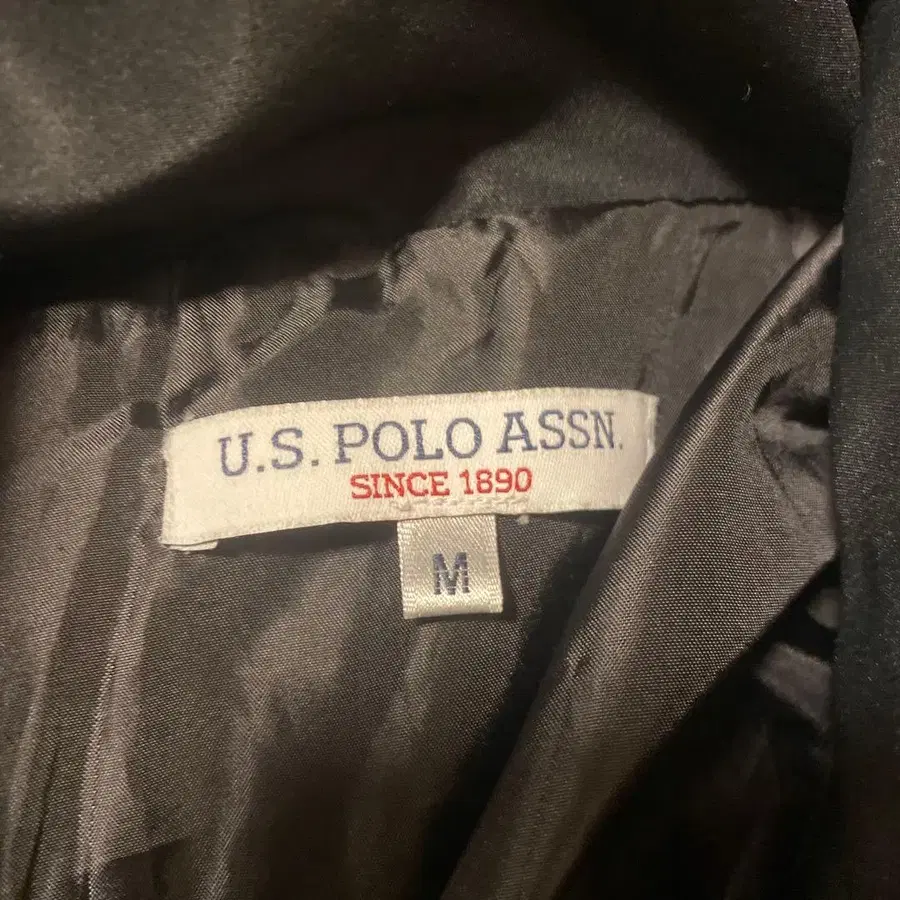 U.S. POLO ASSN.
SINCE 1890
M